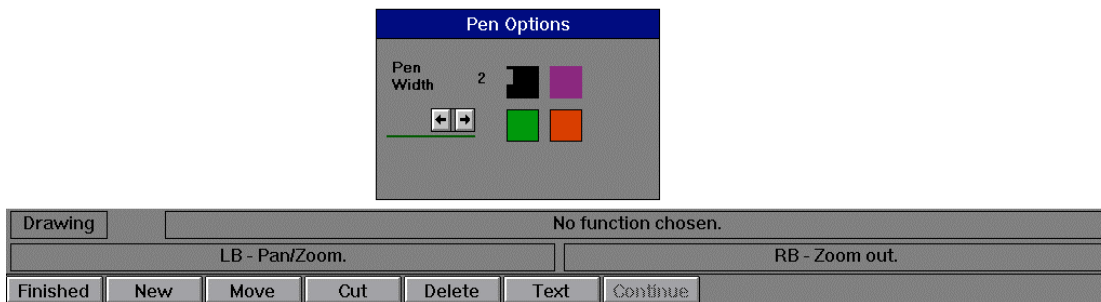 Pen Options
Pen
Width 2
Drawing No function chosen.
LB - Pan/Zoom. RB - Zoom out.
Finished New Move Cut Delete Text Continue